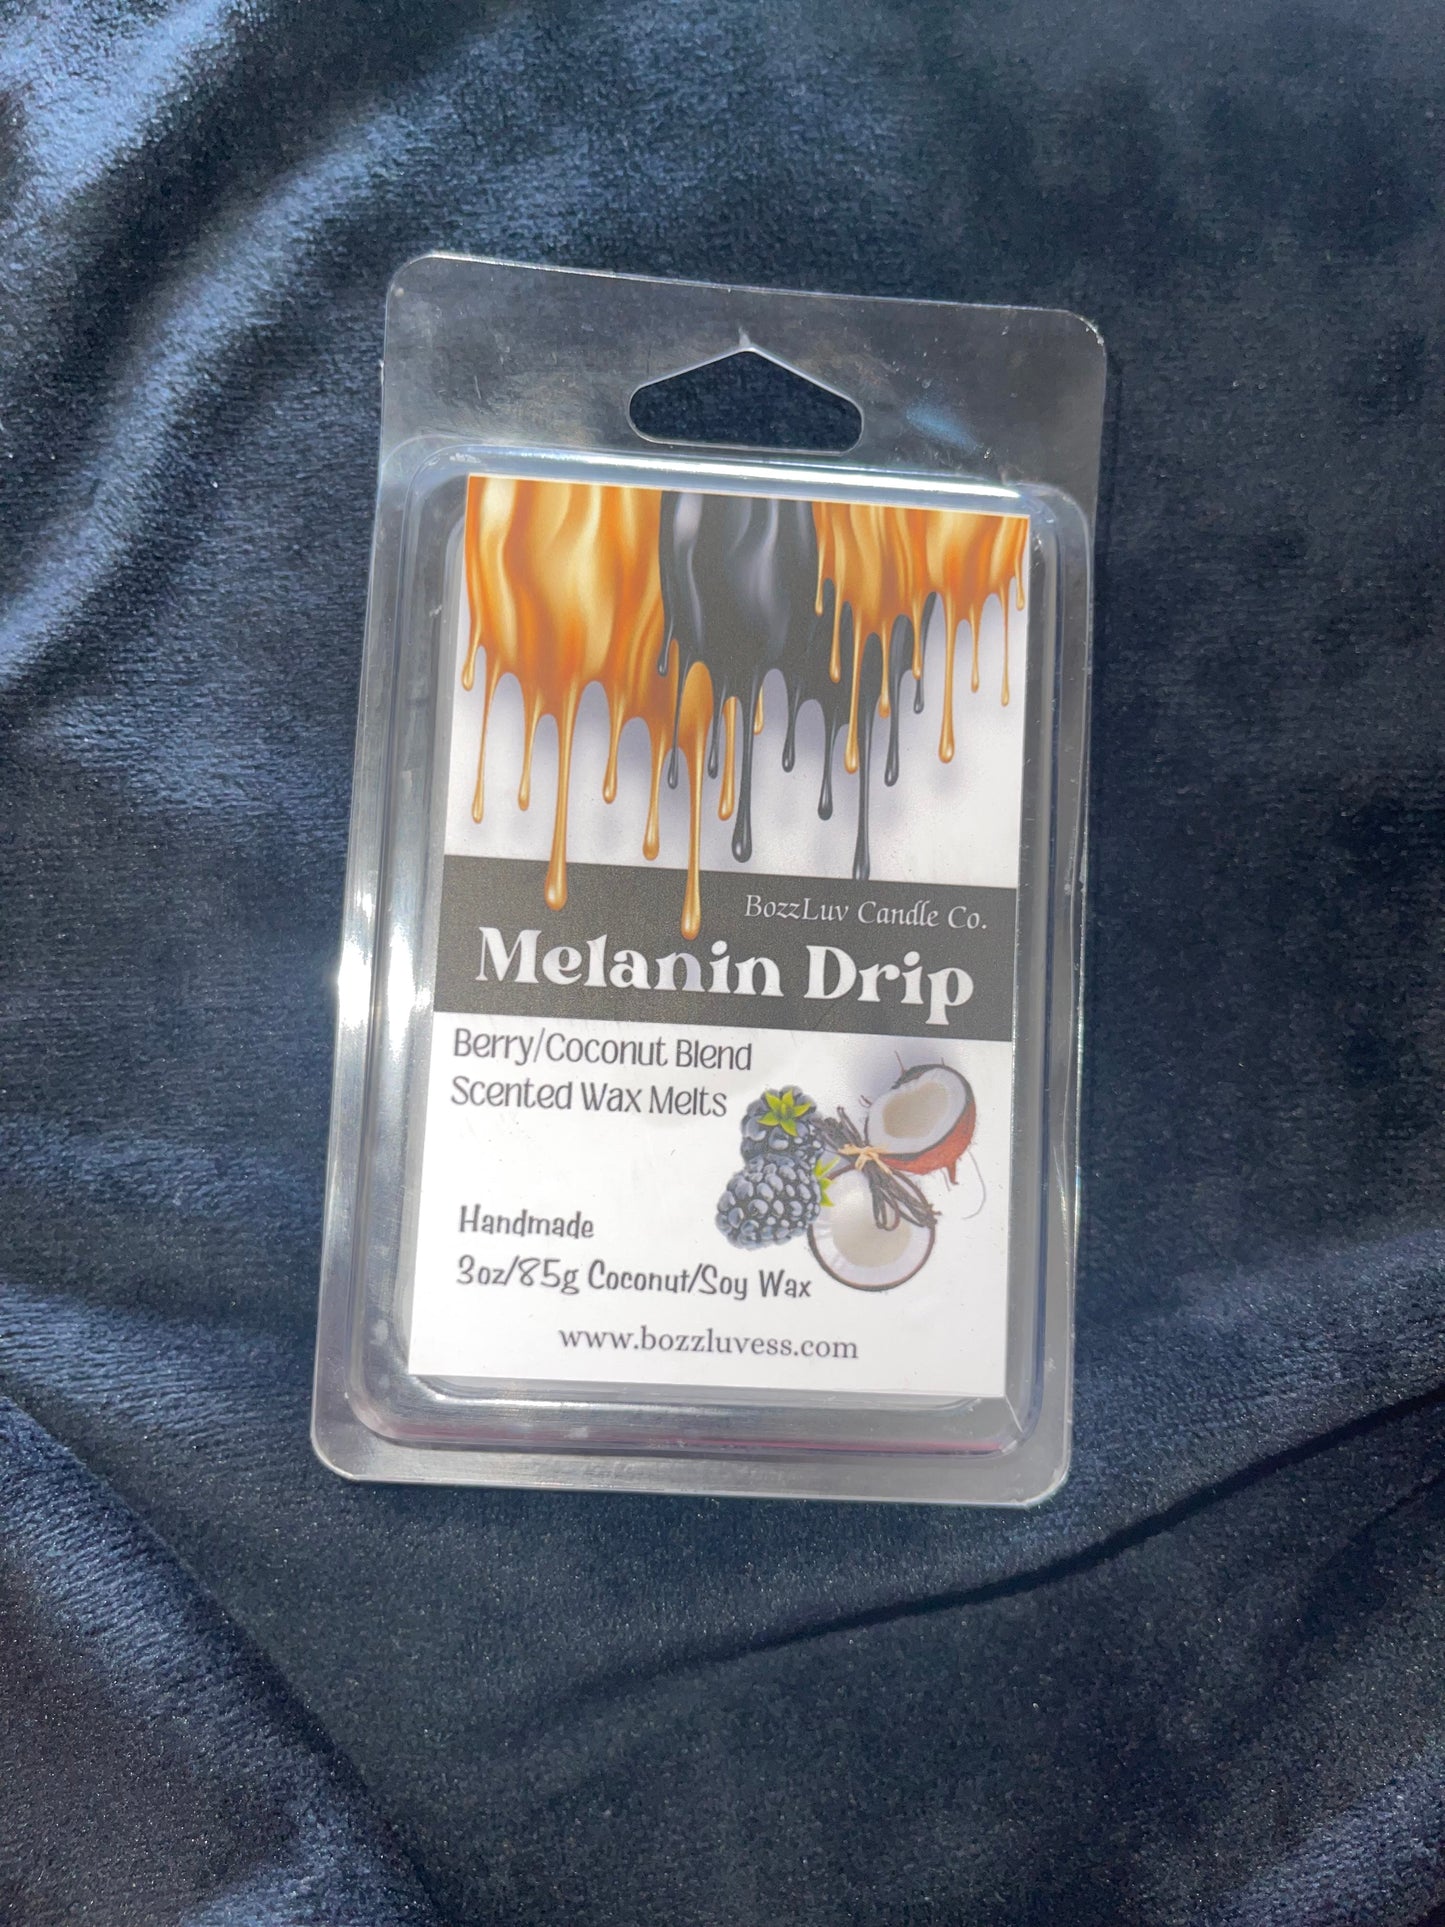 BozzLuv Candle Co.
Melanin Drip
Berry/Coconut Blend
Scented Wax Melts
Handmade
3oz/85g Coconut/Soy Wax
www.bozzluvess.com